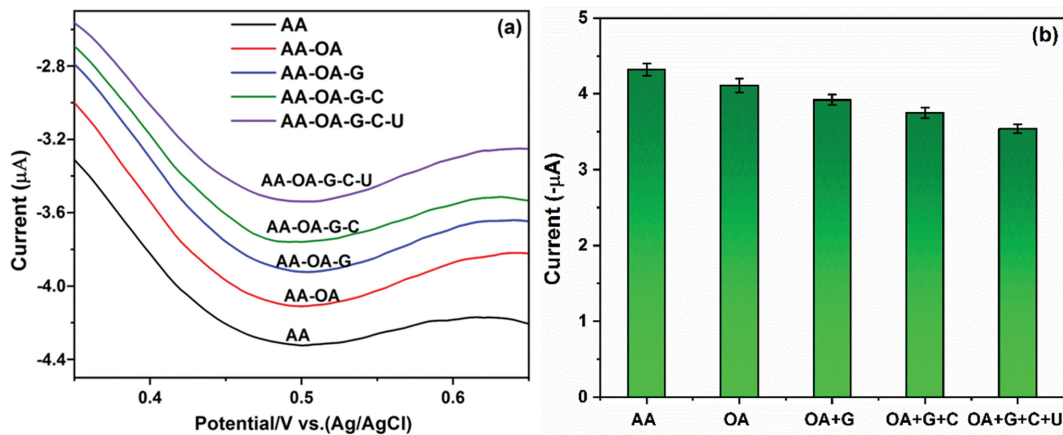 (a)
AA
AA-OA
AA-OA-G
AA-OA-G-C
AA-OA-G-C-U
-2.8
-3.2
-3.6
-4.0
-4.4
Current (μA)
AA-OA-G-C-U
AA-OA-G-C
AA-OA-G
AA-OA
AA
0.4
0.5
0.6
Potential/V vs.(Ag/AgCl)
(b)
5
4
3
2
1
0
Current (-μA)
AA
OA
OA+G
OA+G+C
OA+G+C+U